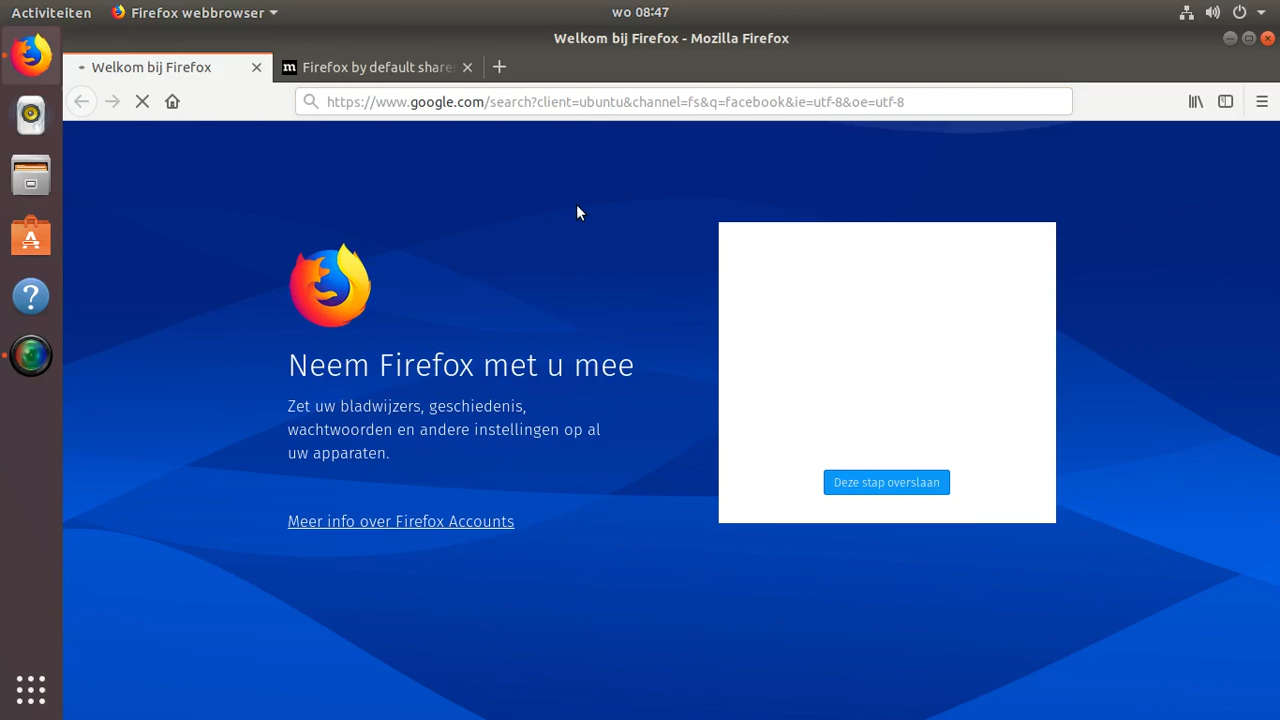 Activiteiten
Firefox webbrowser
wo 08:47
Welkom bij Firefox - Mozilla Firefox
Welkom bij Firefox
Firefox by default share
https://www.google.com/search?client=ubuntu&channel=fs&q=facebook&ie=utf-8&oe=utf-8
Neem Firefox met u mee
Zet uw bladwijzers, geschiedenis,
wachtwoorden en andere instellingen op al
uw apparaten.
Meer info over Firefox Accounts
Deze stap overslaan